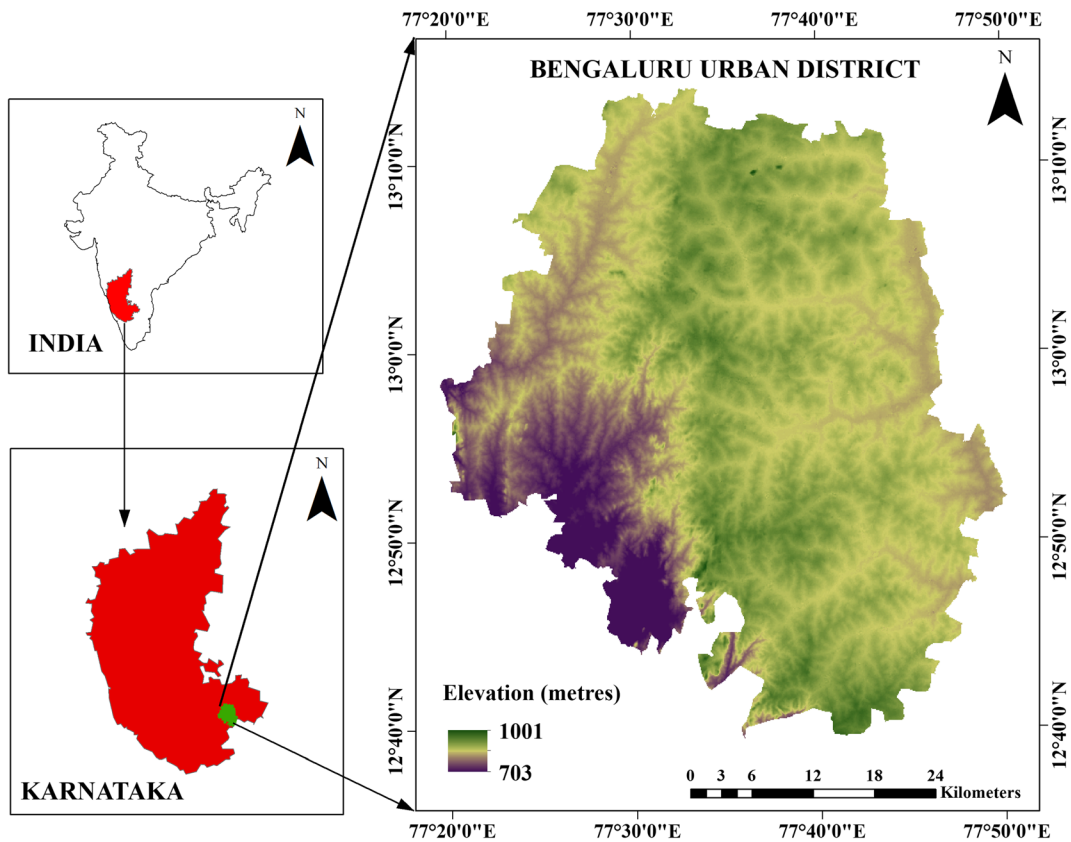 77°20'0"E 77°30'0"E 77°40'0"E 77°50'0"E
BENGALURU URBAN DISTRICT
N
N
INDIA
13°10'0"N
13°0'0"N
12°50'0"N
12°40'0"N
13°10'0"N
13°0'0"N
12°50'0"N
12°40'0"N
N
KARNATAKA
Elevation (metres)
1001
703
0 3 6 12 18 24
Kilometers
77°20'0"E 77°30'0"E 77°40'0"E 77°50'0"E